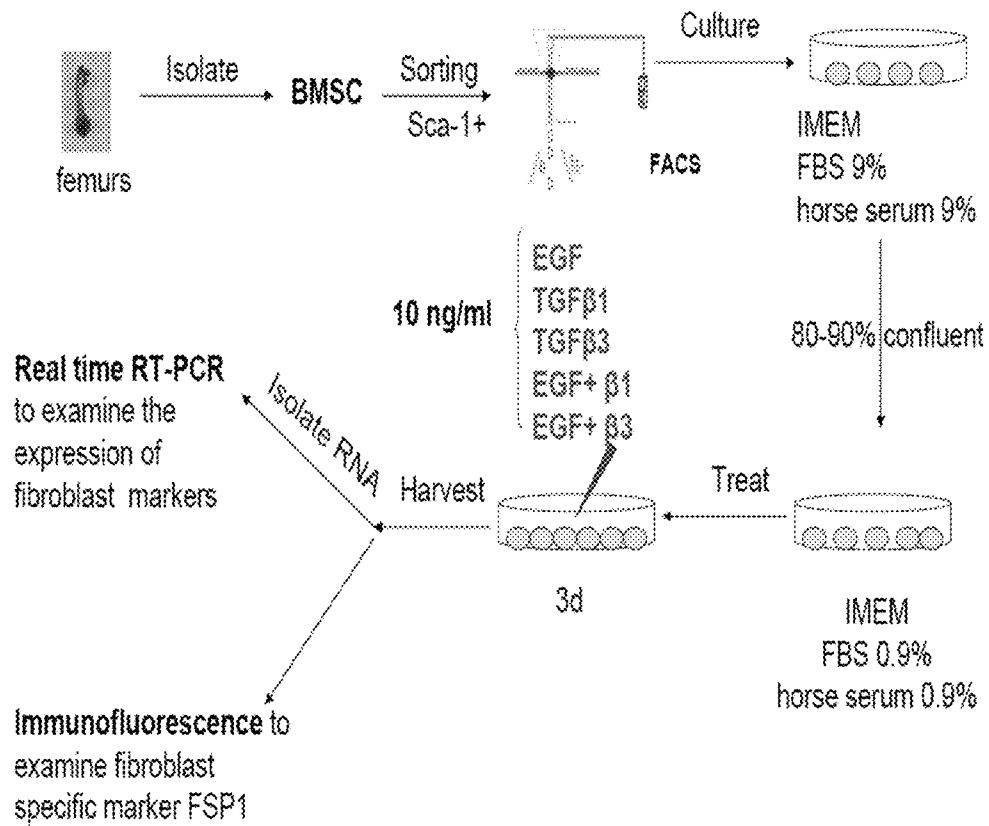 Isolate
BMSC
Sorting
Sca-1+
Culture
femurs
FACS
IMEM
FBS 9%
horse serum 9%
10 ng/ml
EGF
TGFβ1
TGFβ3
EGF+ β1
EGF+ β3
80-90% confluent
Real time RT-PCR
to examine the
expression of
fibroblast markers
Isolate RNA
Harvest
Treat
3d
IMEM
FBS 0.9%
horse serum 0.9%
Immunofluorescence to
examine fibroblast
specific marker FSP1